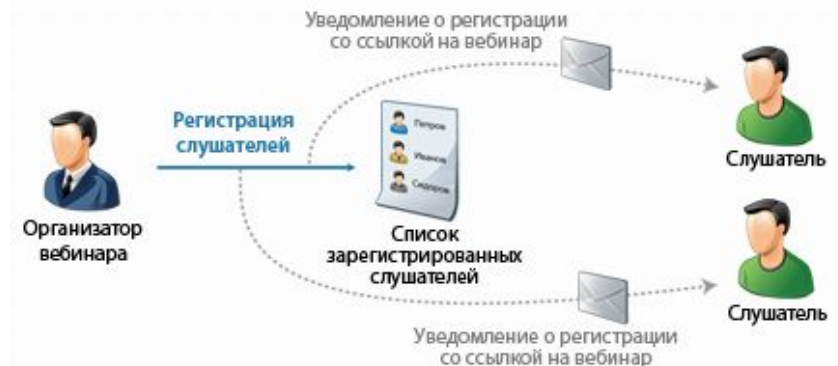 Уведомление о регистрации
со ссылкой на вебинар
Регистрация
слушателей
Петров
Иванов
Сидоров
Слушатель
Организатор
вебинара
Список
зарегистрированных
слушателей
Слушатель
Уведомление о регистрации
со ссылкой на вебинар